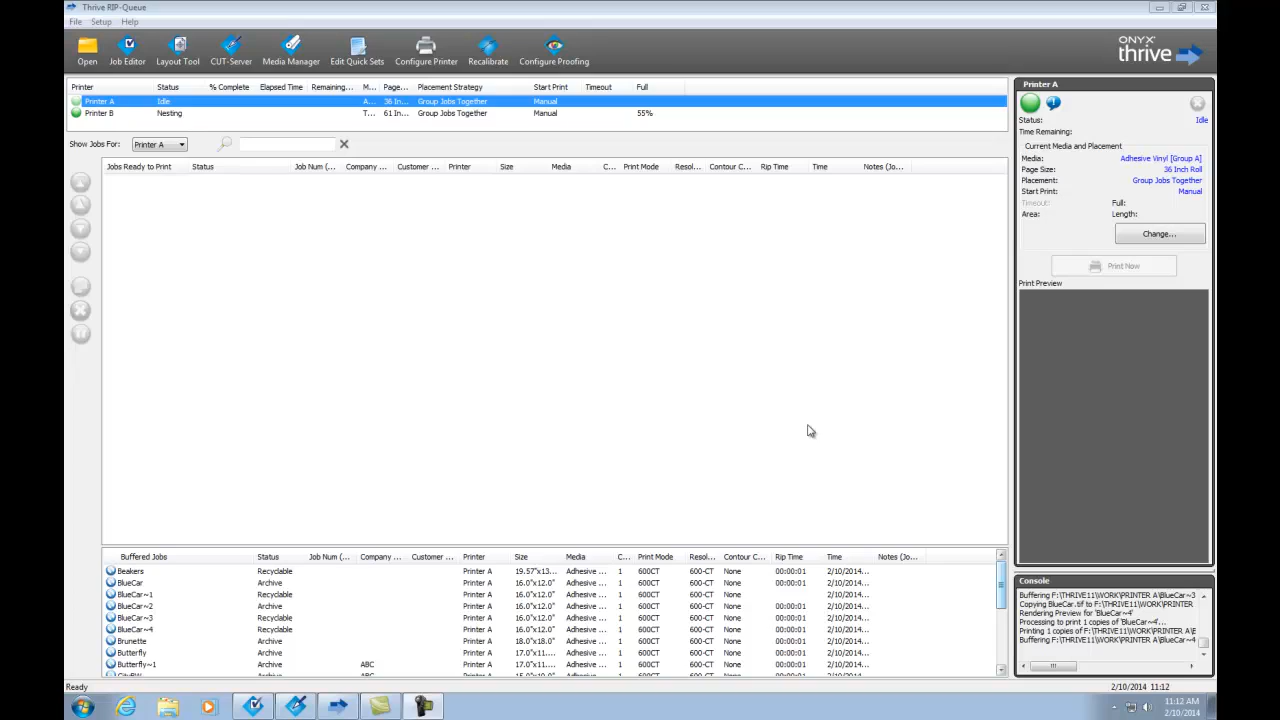 Thrive RIP-Queue
File Setup Help
Open Job Editor Layout Tool CUT-Server Media Manager Edit Quick Sets Configure Printer Recalibrate Configure Proofing
ONYX
thrive
Printer Status % Complete Elapsed Time Remaining... M... Page... Placement Strategy Start Print Timeout Full
Printer A Idle A... 36 In... Group Jobs Together Manual
Printer B Nesting T... 61 In... Group Jobs Together Manual 55%
Show Jobs For: Printer A
Jobs Ready to Print Status Job Num (... Company ... Customer ... Printer Size Media C... Print Mode Resol... Contour C... Rip Time Time Notes (Jo...
Printer A
Status: Idle
Time Remaining:
Current Media and Placement
Media: Adhesive Vinyl [Group A]
Page Size: 36 Inch Roll
Placement: Group Jobs Together
Start Print: Manual
Timeout: Full:
Area: Length:
Change...
Print Now
Print Preview
Buffered Jobs Status Job Num (... Company ... Customer ... Printer Size Media C... Print Mode Resol... Contour C... Rip Time Time Notes (Jo...
Beakers Recyclable Printer A 19.57"x13... Adhesive ... 1 600CT 600-CT None 00:00:01 2/10/2014...
BlueCar Archive Printer A 16.0"x12.0" Adhesive ... 1 600CT 600-CT None 00:00:01 2/10/2014...
BlueCar~1 Recyclable Printer A 16.0"x12.0" Adhesive ... 1 600CT 600-CT None 2/10/2014...
BlueCar~2 Archive Printer A 16.0"x12.0" Adhesive ... 1 600CT 600-CT None 00:00:01 2/10/2014...
BlueCar~3 Recyclable Printer A 16.0"x12.0" Adhesive ... 1 600CT 600-CT None 00:00:01 2/10/2014...
BlueCar~4 Recyclable Printer A 16.0"x12.0" Adhesive ... 1 600CT 600-CT None 00:00:01 2/10/2014...
Brunette Archive Printer A 18.0"x18.0" Adhesive ... 1 600CT 600-CT None 00:00:01 2/10/2014...
Butterfly Archive Printer A 17.0"x11.... Adhesive ... 1 600CT 600-CT None 00:00:01 2/10/2014...
Butterfly~1 Archive ABC Printer A 17.0"x11.... Adhesive ... 1 600CT 600-CT None 00:00:01 2/10/2014...
Console
Buffering F:\THRIVE11\WORK\PRINTER A\BlueCar~3
Copying BlueCar.tif to F:\THRIVE11\WORK\PRINTER
Rendering Preview for 'BlueCar~4'
Processing to print 1 copies of 'BlueCar~4'...
Printing 1 copies of F:\THRIVE11\WORK\PRINTER A\E
Buffering F:\THRIVE11\WORK\PRINTER A\BlueCar~4
Ready 2/10/2014 11:12
11:12 AM
2/10/2014